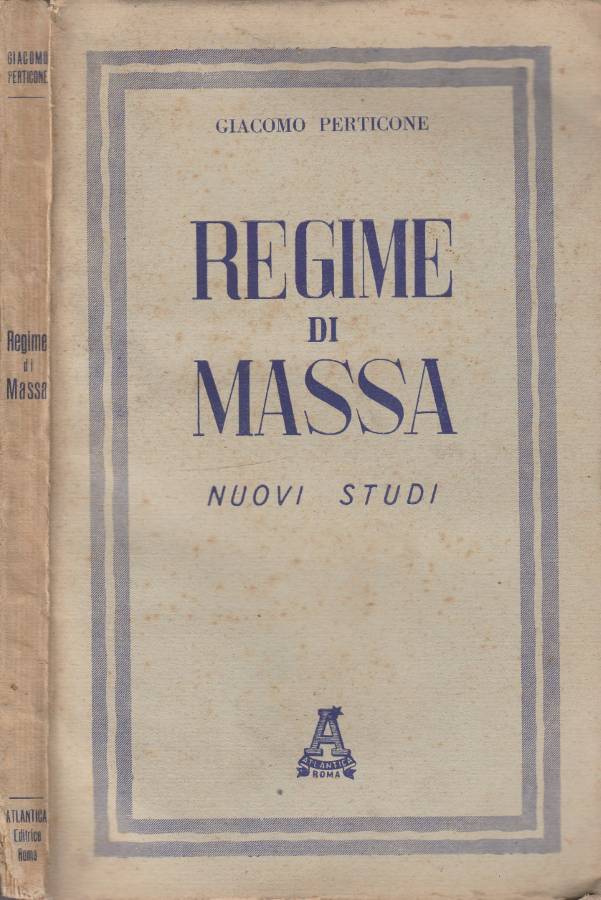 GIACOMO
PERTICONE
Regime
di
Massa
ATLANTICA
Editrice
Roma
GIACOMO PERTICONE
REGIME
DI
MASSA
NUOVI STUDI
A
ATLANTICA
ROMA